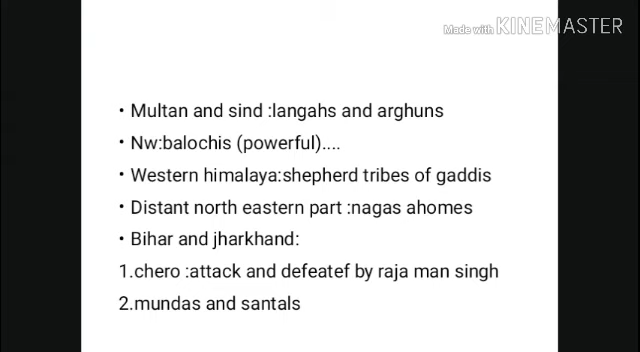 Made with KINEMASTER
• Multan and sind :langahs and arghuns
• Nw:balochis (powerful)....
• Western himalaya:shepherd tribes of gaddis
• Distant north eastern part :nagas ahomes
• Bihar and jharkhand:
1.chero :attack and defeatef by raja man singh
2.mundas and santals